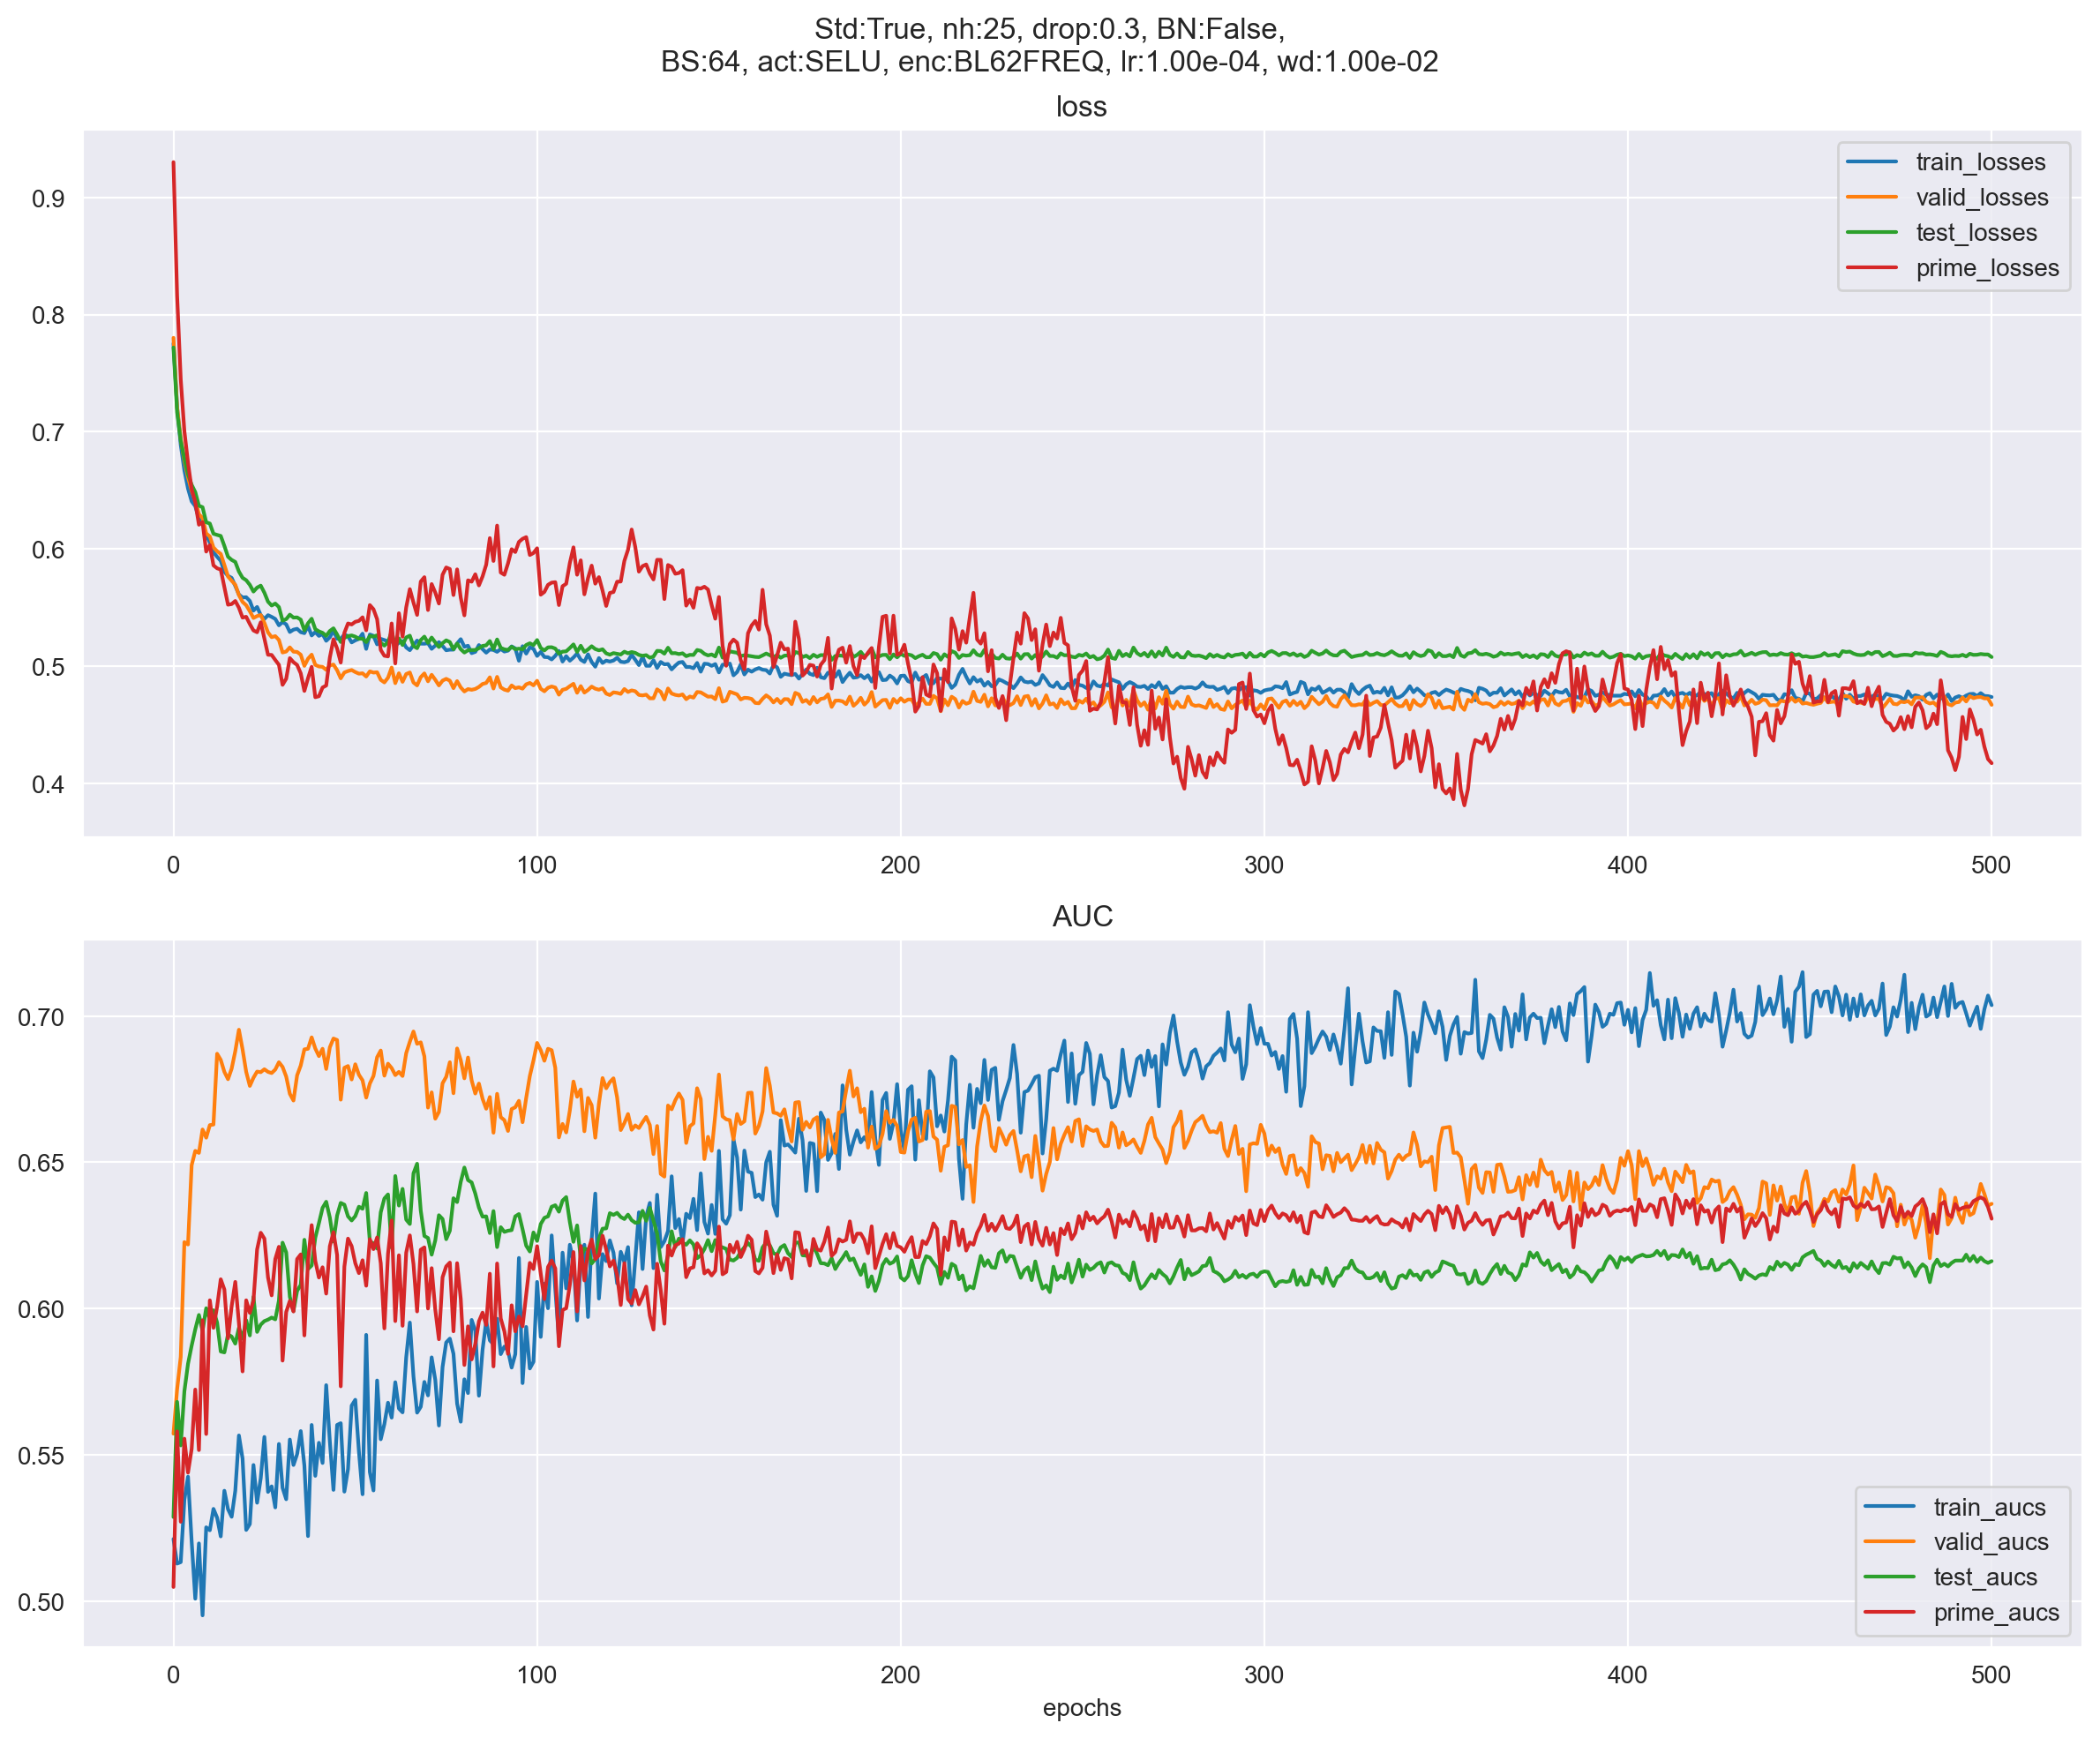 Std:True, nh:25, drop:0.3, BN:False,
BS:64, act:SELU, enc:BL62FREQ, lr:1.00e-04, wd:1.00e-02
loss
train_losses
valid_losses
test_losses
prime_losses
0.9
0.8
0.7
0.6
0.5
0.4
0 100 200 300 400 500
AUC
0.70
0.65
0.60
0.55
0.50
train_aucs
valid_aucs
test_aucs
prime_aucs
0 100 200 300 400 500
epochs